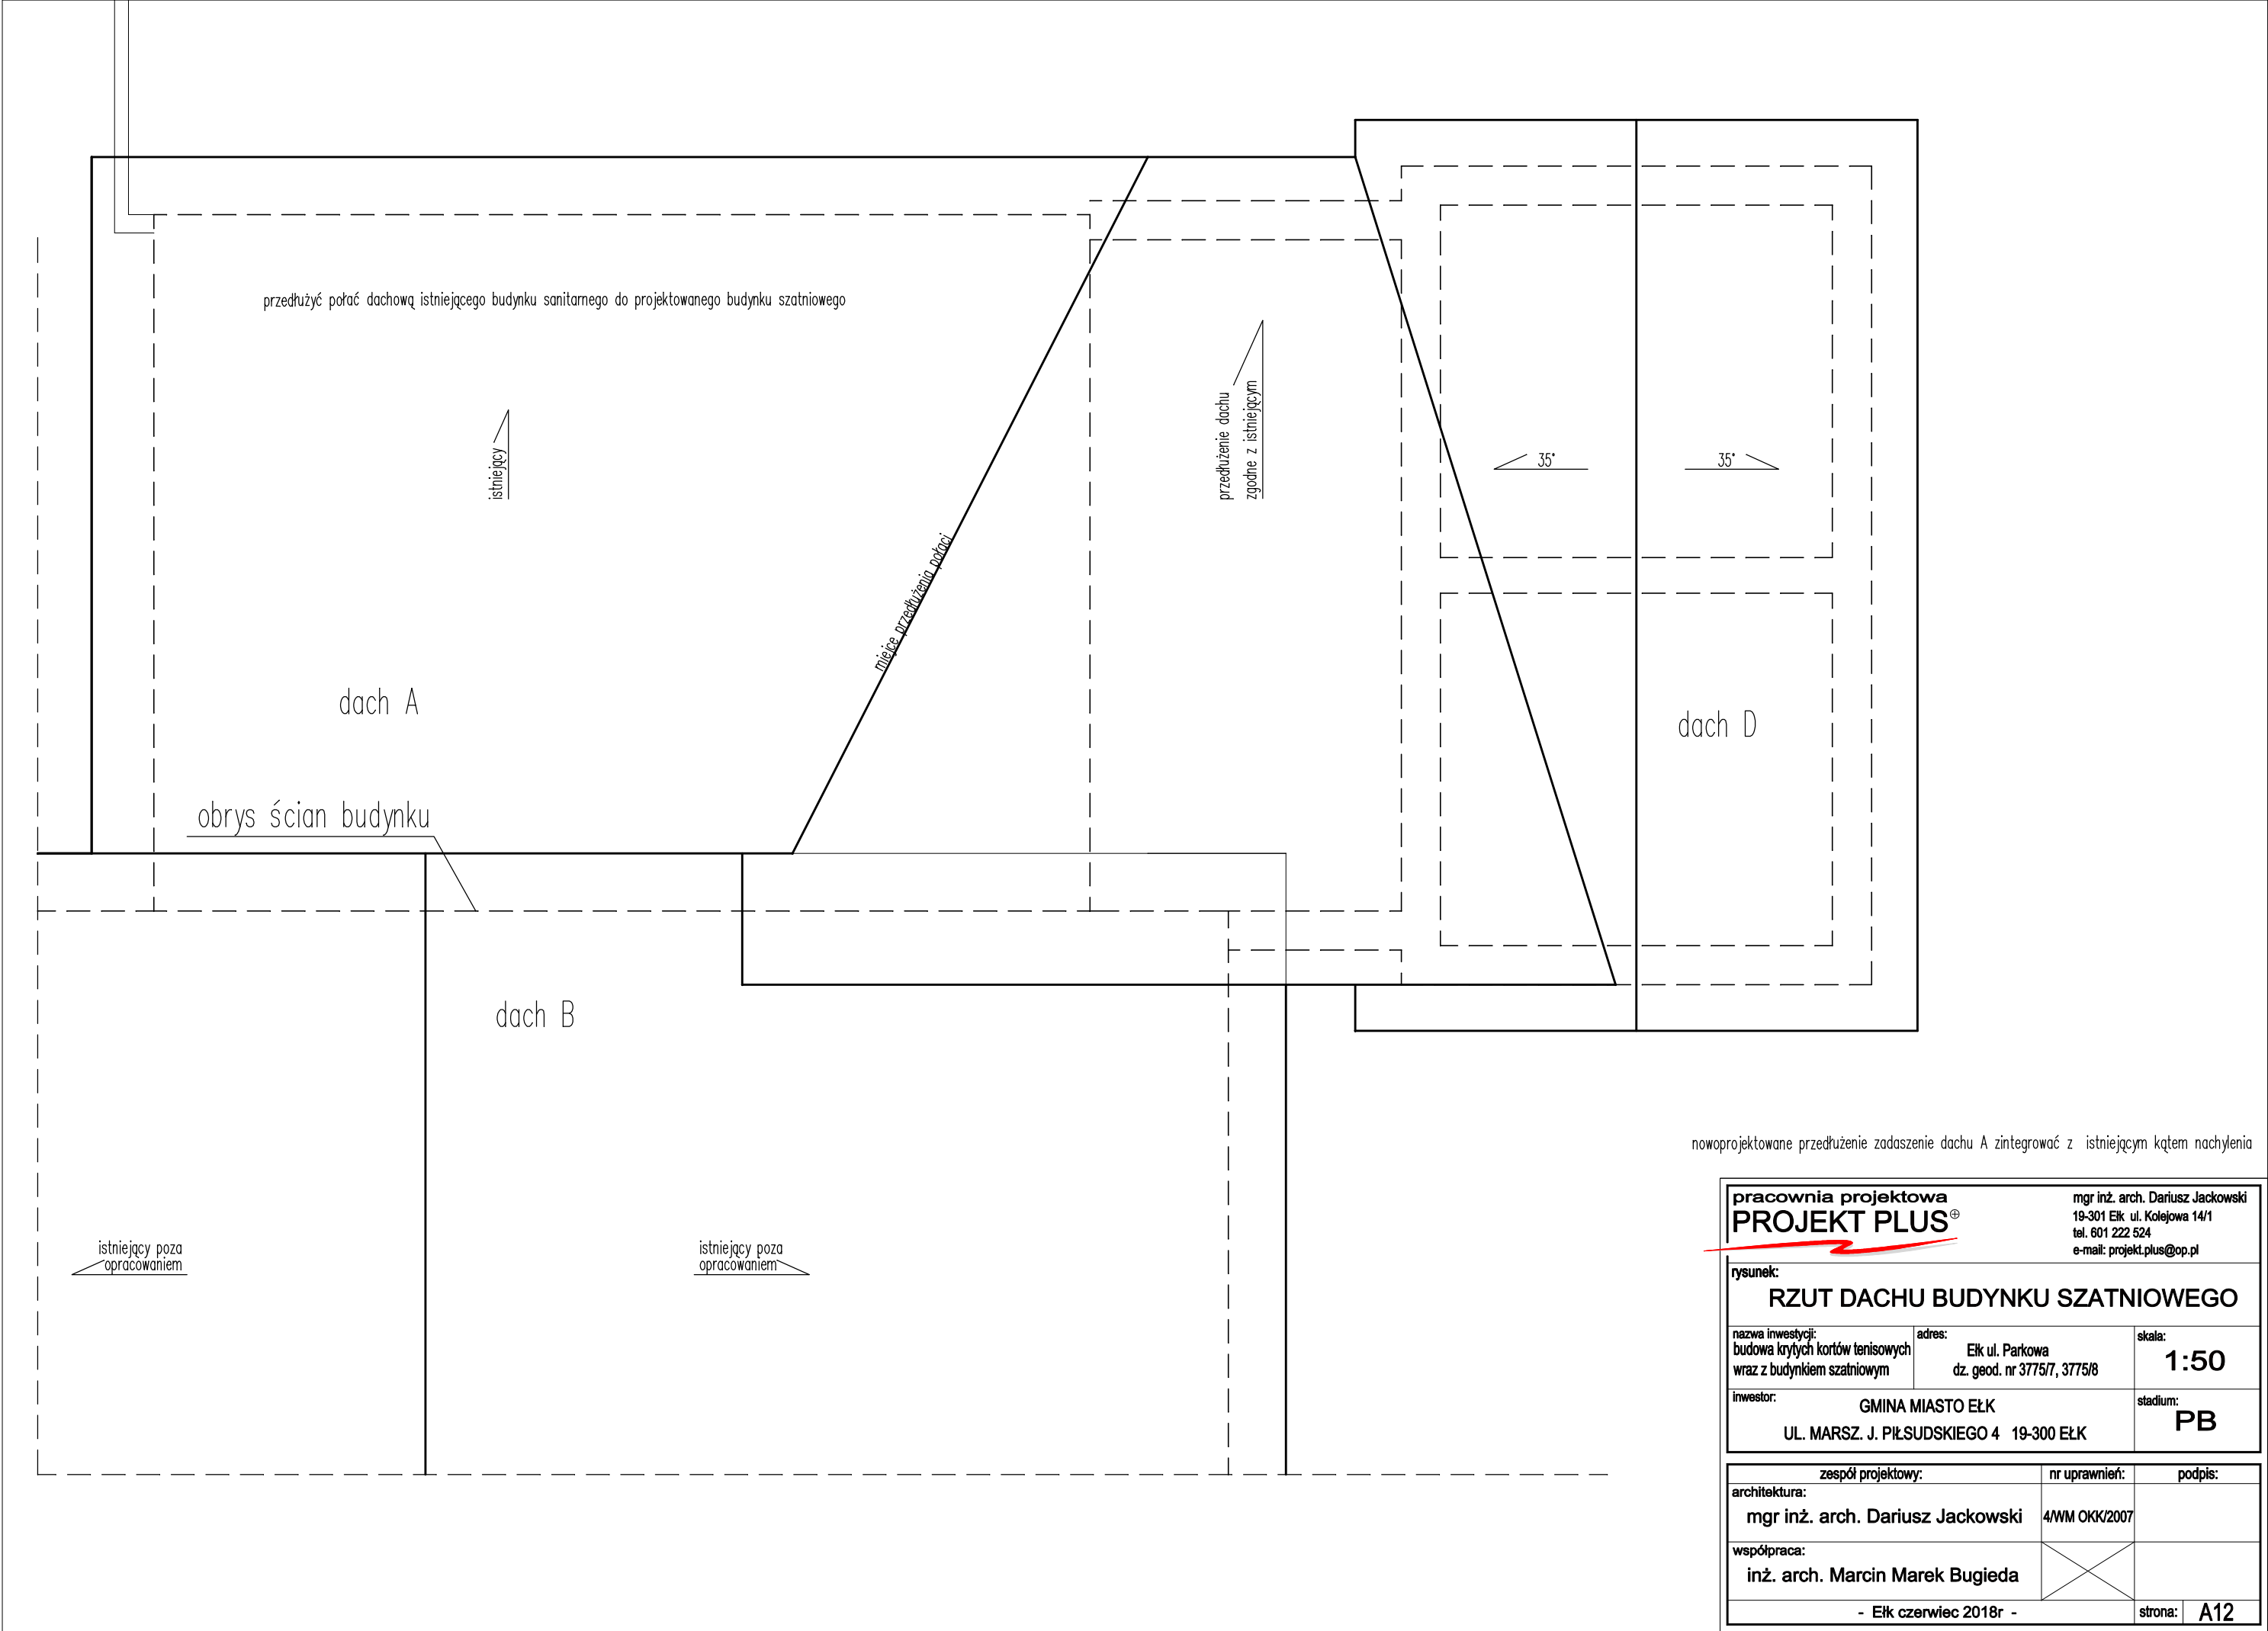 przedłużyć połać dachową istniejącego budynku sanitarnego do projektowanego budynku szatniowego
istniejący
przedłużenie dachu
zgodne z istniejącym
35°
35°
miejce przedłużenia połaci
dach A
dach D
obrys ścian budynku
dach B
istniejący poza
opracowaniem
istniejący poza
opracowaniem
nowoprojektowane przedłużenie zadaszenie dachu A zintegrować z istniejącym kątem nachylenia
pracownia projektowa
PROJEKT PLUS
mgr inż. arch. Dariusz Jackowski
19-301 Ełk ul. Kolejowa 14/1
tel. 601 222 524
e-mail: projekt.plus@op.pl
rysunek:
RZUT DACHU BUDYNKU SZATNIOWEGO
nazwa inwestycji:
budowa krytych kortów tenisowych
wraz z budynkiem szatniowym
adres:
Ełk ul. Parkowa
dz. geod. nr 3775/7, 3775/8
skala:
1:50
inwestor:
GMINA MIASTO EŁK
UL. MARSZ. J. PIŁSUDSKIEGO 4 19-300 EŁK
stadium:
PB
zespół projektowy:
nr uprawnień:
podpis:
architektura:
mgr inż. arch. Dariusz Jackowski
4/WM OKK/2007
współpraca:
inż. arch. Marcin Marek Bugieda
- Ełk czerwiec 2018r -
strona:
A12